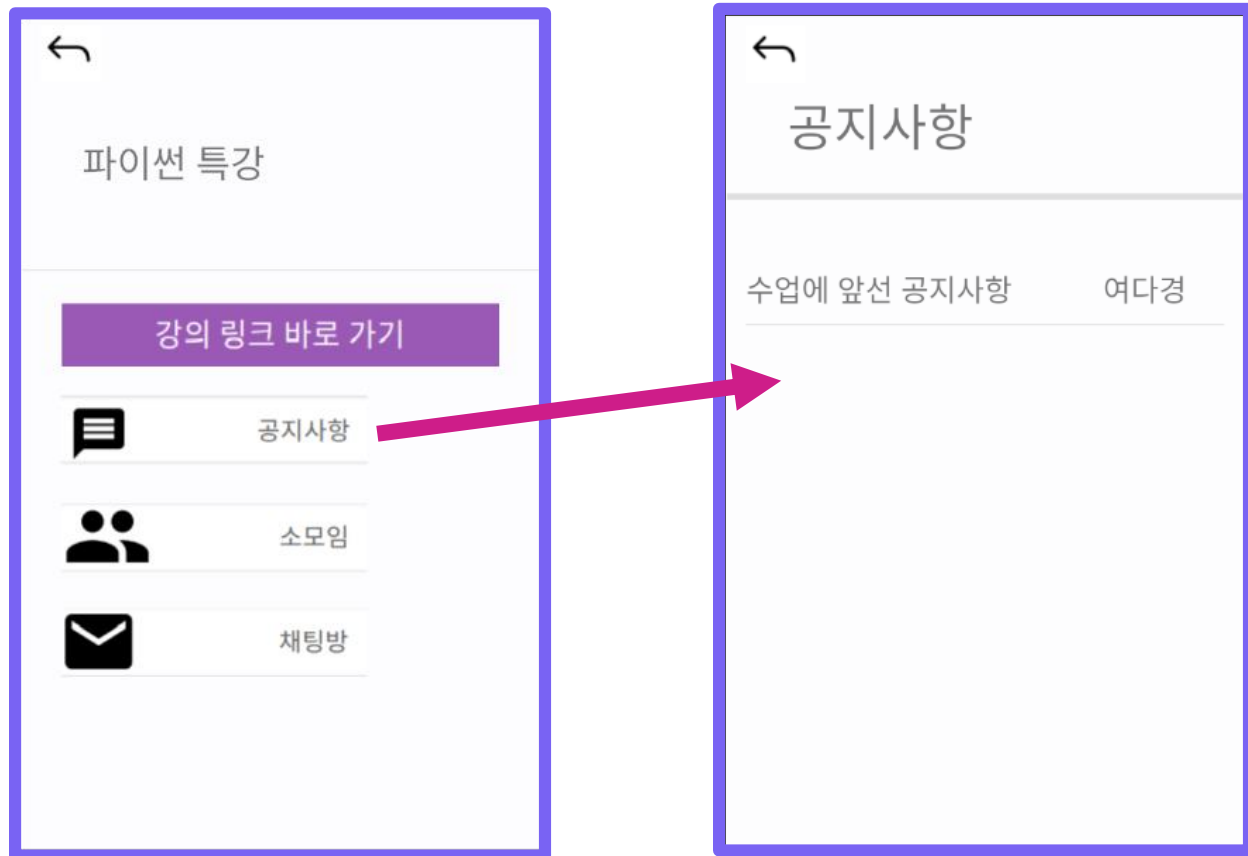 파이썬 특강
강의 링크 바로 가기
공지사항
소모임
채팅방
공지사항
수업에 앞선 공지사항 여다경